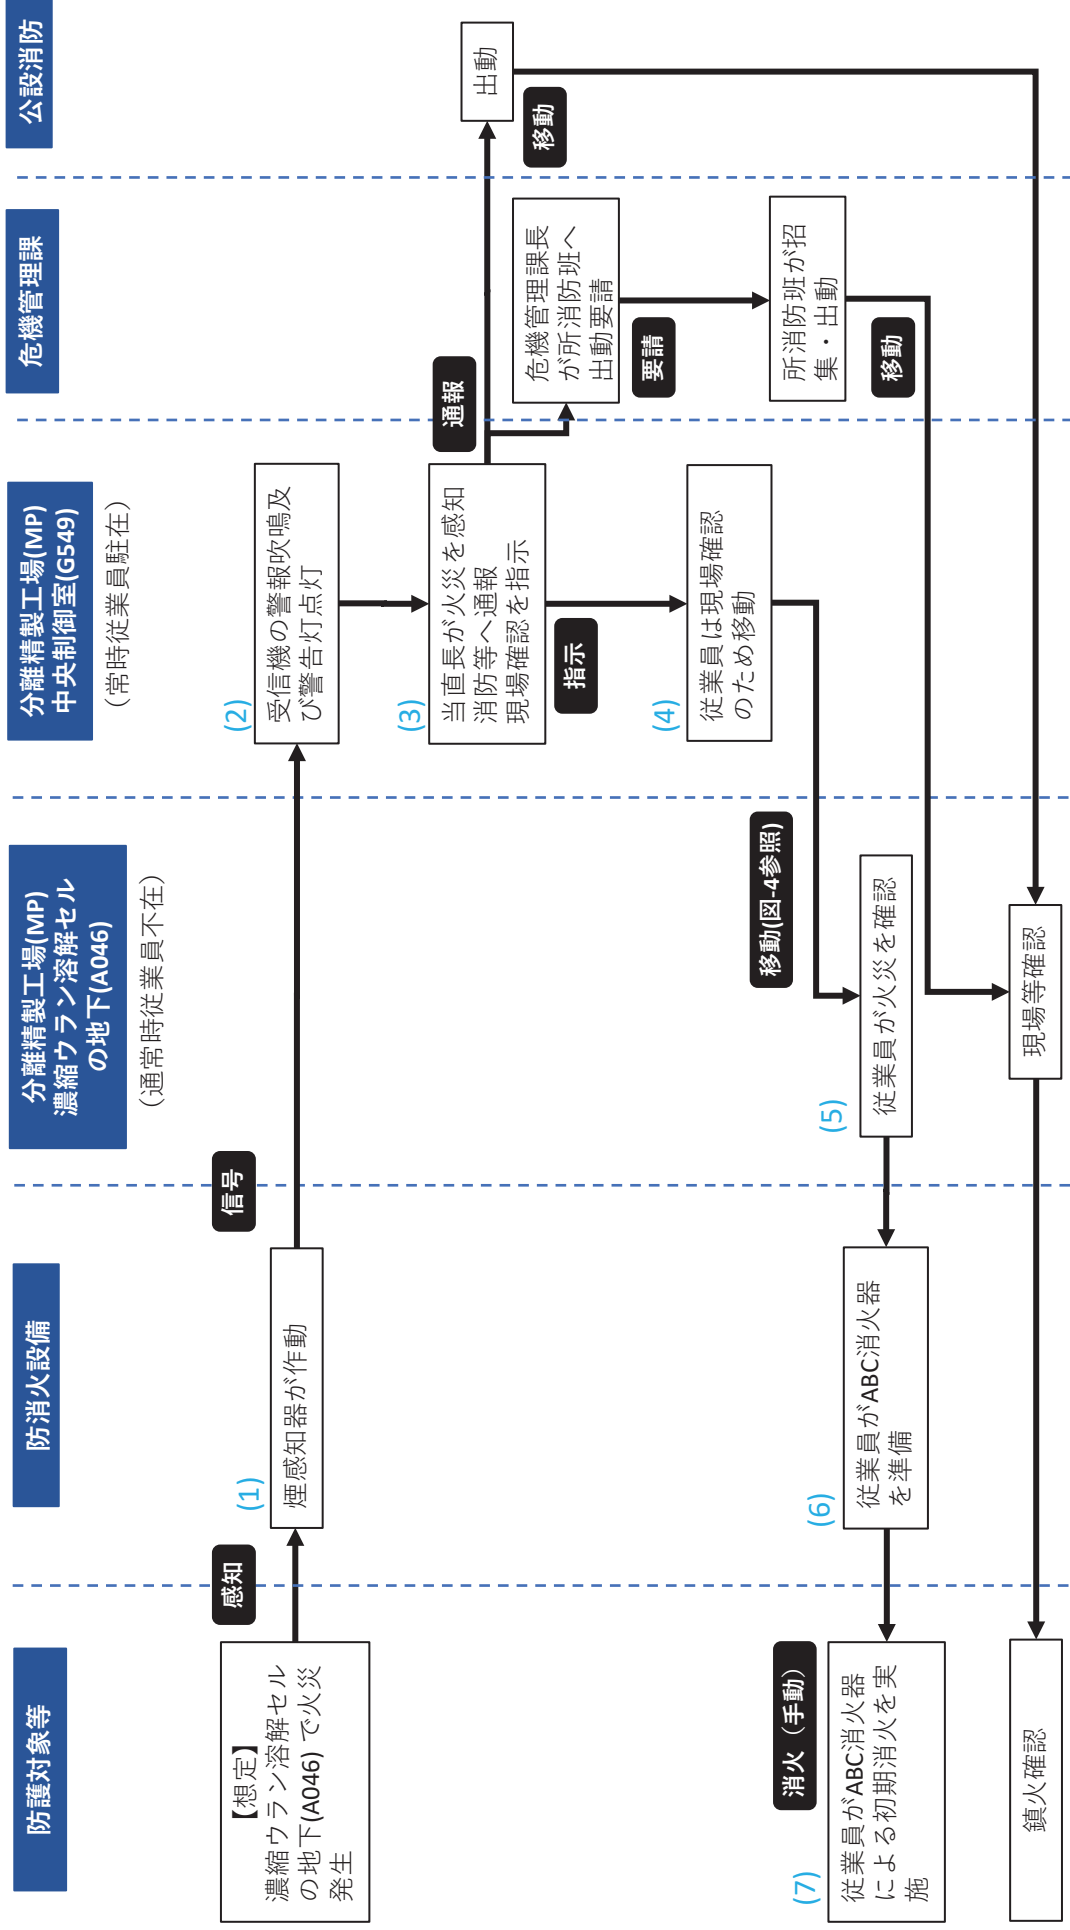 防護対象等
防消火設備
分離精製工場(MP)
濃縮ウラン溶解セル
の地下(A046)
(通常時従業員不在)
分離精製工場(MP)
中央制御室(G549)
(常時従業員駐在)
危機管理課
公設消防
【想定】
濃縮ウラン溶解セル
の地下(A046) で火災
発生
感知
(1)
煙感知器が作動
信号
(2)
受信機の警報吹鳴及
び警告灯点灯
(3)
当直長が火災を感知
消防等へ通報
現場確認を指示
通報
出動
移動
危機管理課長
が所消防班へ
出動要請
要請
所消防班が招
集・出動
移動
指示
(4)
従業員は現場確認
のため移動
移動(図-4参照)
(5)
従業員が火災を確認
(6)
従業員がABC消火器
を準備
消火（手動）
(7)
従業員がABC消火器
による初期消火を実
施
現場等確認
鎮火確認